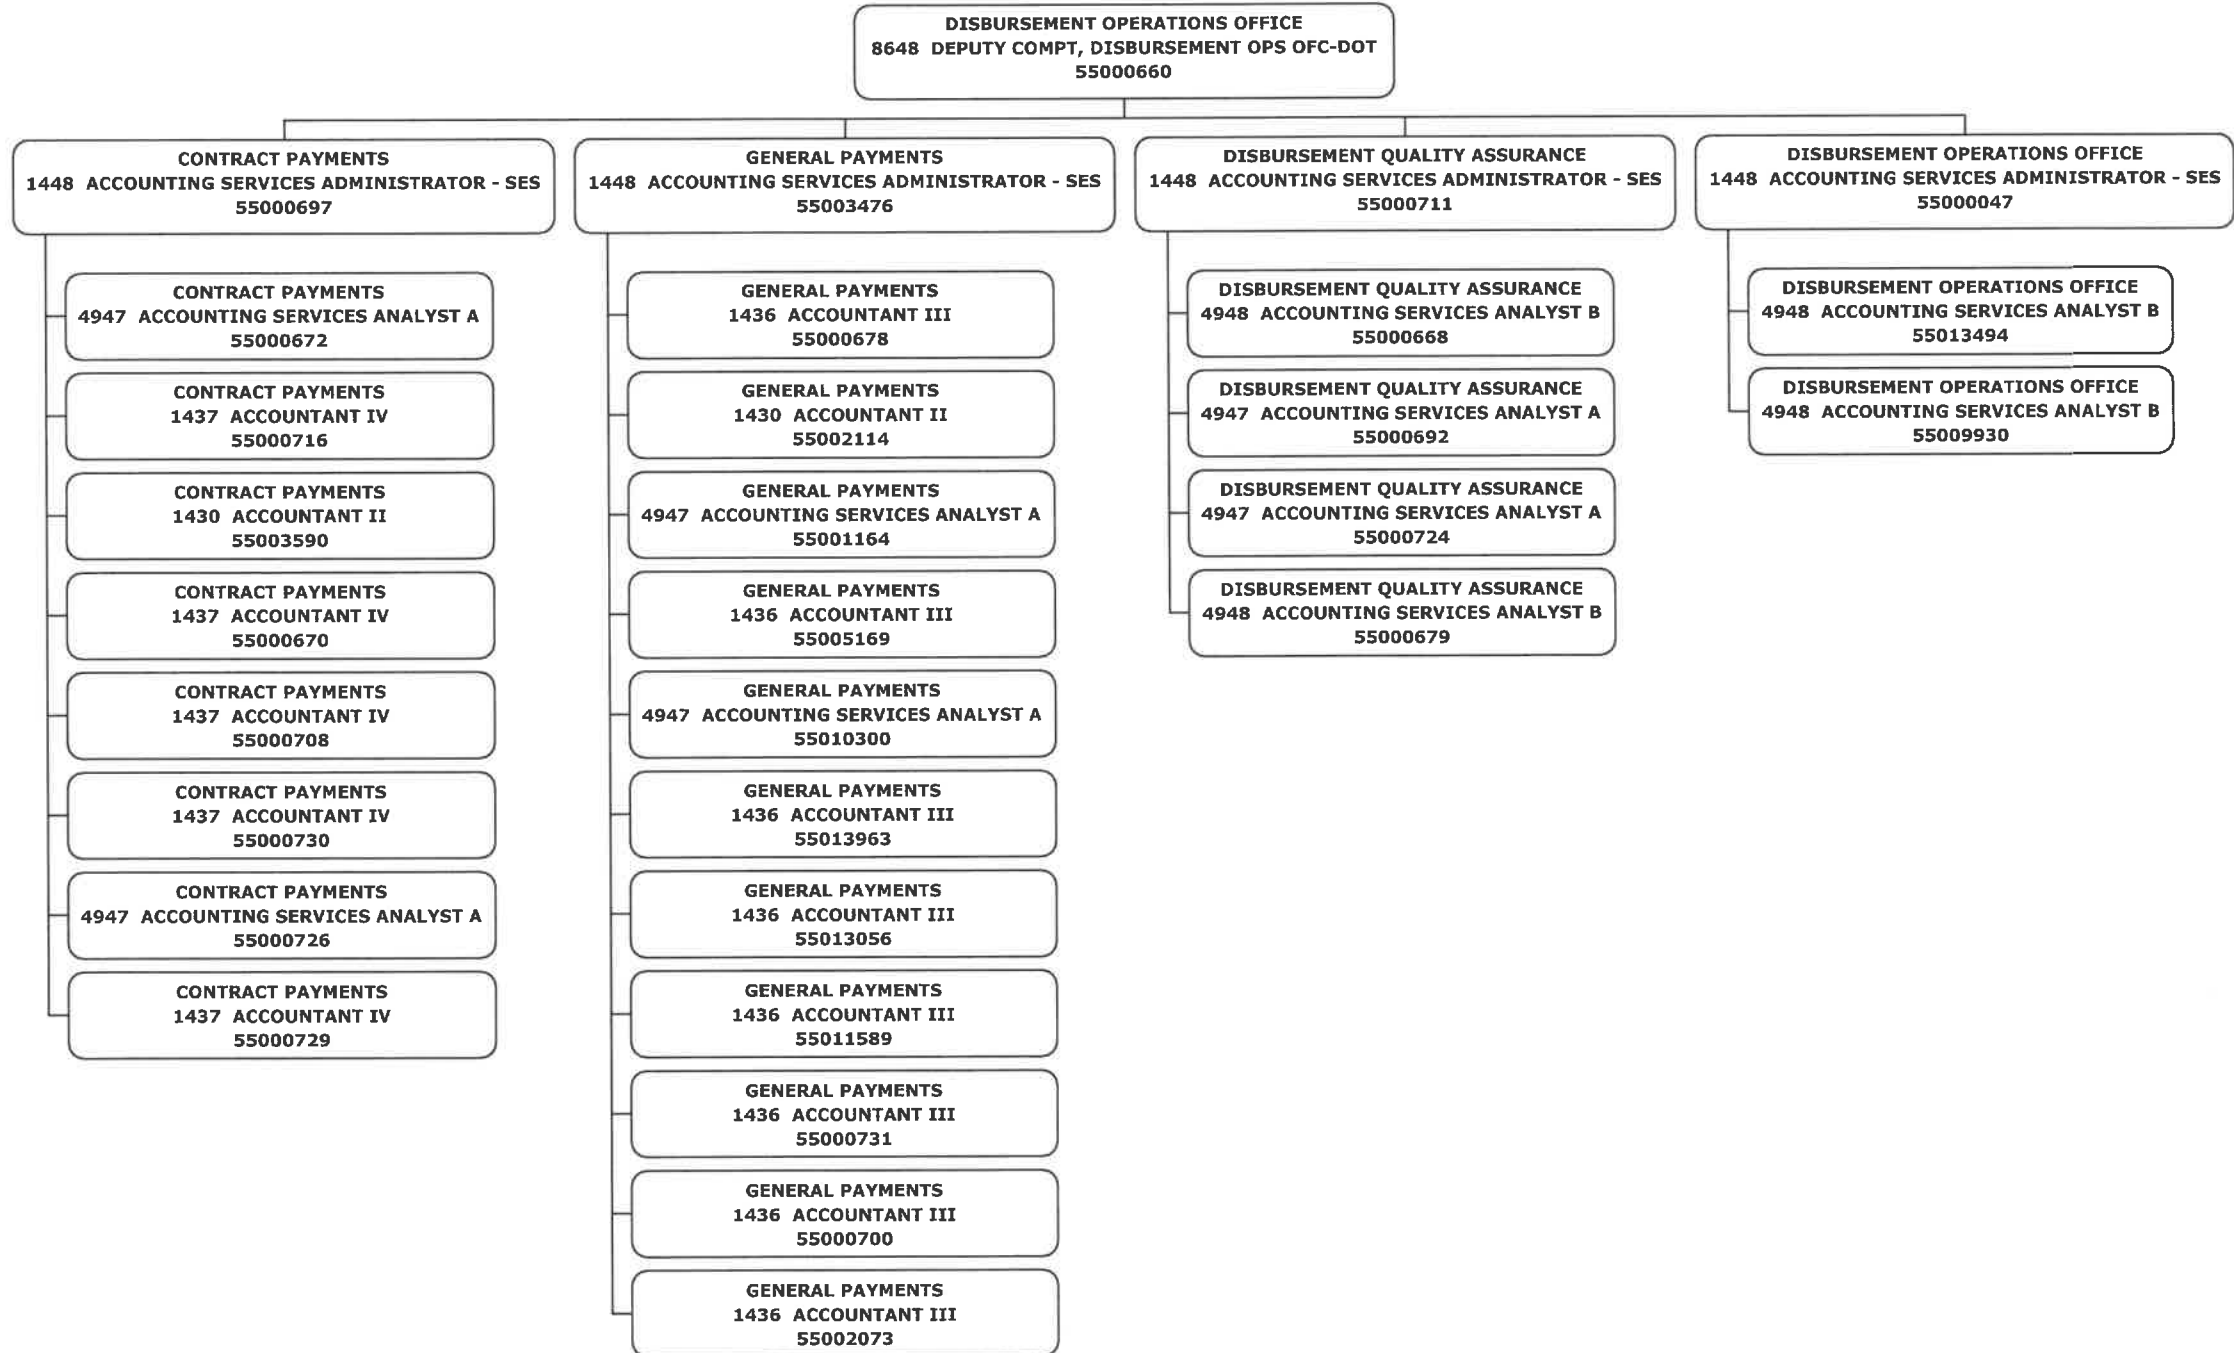 DISBURSEMENT OPERATIONS OFFICE
8648 DEPUTY COMPT, DISBURSEMENT OPS OFC-DOT
55000660
CONTRACT PAYMENTS
1448 ACCOUNTING SERVICES ADMINISTRATOR - SES
55000697
CONTRACT PAYMENTS
4947 ACCOUNTING SERVICES ANALYST A
55000672
CONTRACT PAYMENTS
1437 ACCOUNTANT IV
55000716
CONTRACT PAYMENTS
1430 ACCOUNTANT II
55003590
CONTRACT PAYMENTS
1437 ACCOUNTANT IV
55000670
CONTRACT PAYMENTS
1437 ACCOUNTANT IV
55000708
CONTRACT PAYMENTS
1437 ACCOUNTANT IV
55000730
CONTRACT PAYMENTS
4947 ACCOUNTING SERVICES ANALYST A
55000726
CONTRACT PAYMENTS
1437 ACCOUNTANT IV
55000729
GENERAL PAYMENTS
1448 ACCOUNTING SERVICES ADMINISTRATOR - SES
55003476
GENERAL PAYMENTS
1436 ACCOUNTANT III
55000678
GENERAL PAYMENTS
1430 ACCOUNTANT II
55002114
GENERAL PAYMENTS
4947 ACCOUNTING SERVICES ANALYST A
55001164
GENERAL PAYMENTS
1436 ACCOUNTANT III
55005169
GENERAL PAYMENTS
4947 ACCOUNTING SERVICES ANALYST A
55010300
GENERAL PAYMENTS
1436 ACCOUNTANT III
55013963
GENERAL PAYMENTS
1436 ACCOUNTANT III
55013056
GENERAL PAYMENTS
1436 ACCOUNTANT III
55011589
GENERAL PAYMENTS
1436 ACCOUNTANT III
55000731
GENERAL PAYMENTS
1436 ACCOUNTANT III
55000700
GENERAL PAYMENTS
1436 ACCOUNTANT III
55002073
DISBURSEMENT QUALITY ASSURANCE
1448 ACCOUNTING SERVICES ADMINISTRATOR - SES
55000711
DISBURSEMENT QUALITY ASSURANCE
4948 ACCOUNTING SERVICES ANALYST B
55000668
DISBURSEMENT QUALITY ASSURANCE
4947 ACCOUNTING SERVICES ANALYST A
55000692
DISBURSEMENT QUALITY ASSURANCE
4947 ACCOUNTING SERVICES ANALYST A
55000724
DISBURSEMENT QUALITY ASSURANCE
4948 ACCOUNTING SERVICES ANALYST B
55000679
DISBURSEMENT OPERATIONS OFFICE
1448 ACCOUNTING SERVICES ADMINISTRATOR - SES
55000047
DISBURSEMENT OPERATIONS OFFICE
4948 ACCOUNTING SERVICES ANALYST B
55013494
DISBURSEMENT OPERATIONS OFFICE
4948 ACCOUNTING SERVICES ANALYST B
55009930